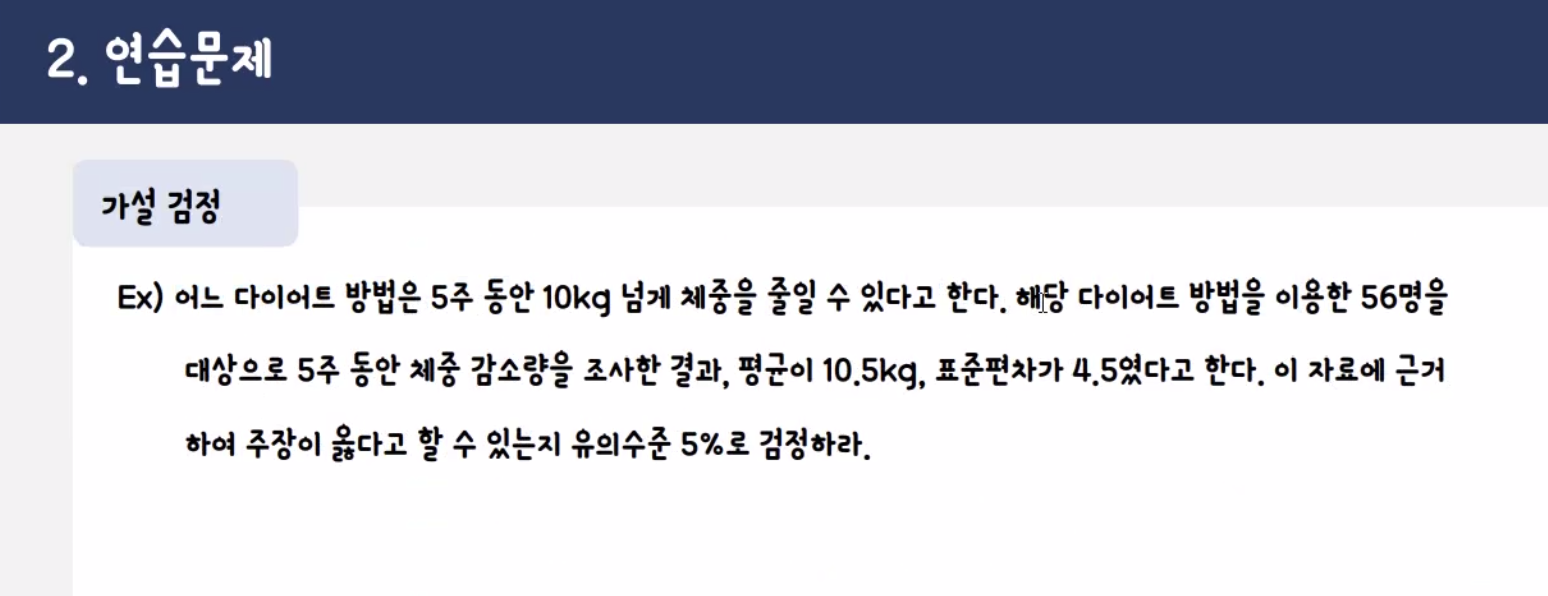 2. 연습문제
가설 검정
Ex) 어느 다이어트 방법은 5주 동안 10kg 넘게 체중을 줄일 수 있다고 한다. 해당 다이어트 방법을 이용한 56명을
대상으로 5주 동안 체중 감소량을 조사한 결과, 평균이 10.5kg, 표준편차가 4.5였다고 한다. 이 자료에 근거
하여 주장이 옳다고 할 수 있는지 유의수준 5%로 검정하라.